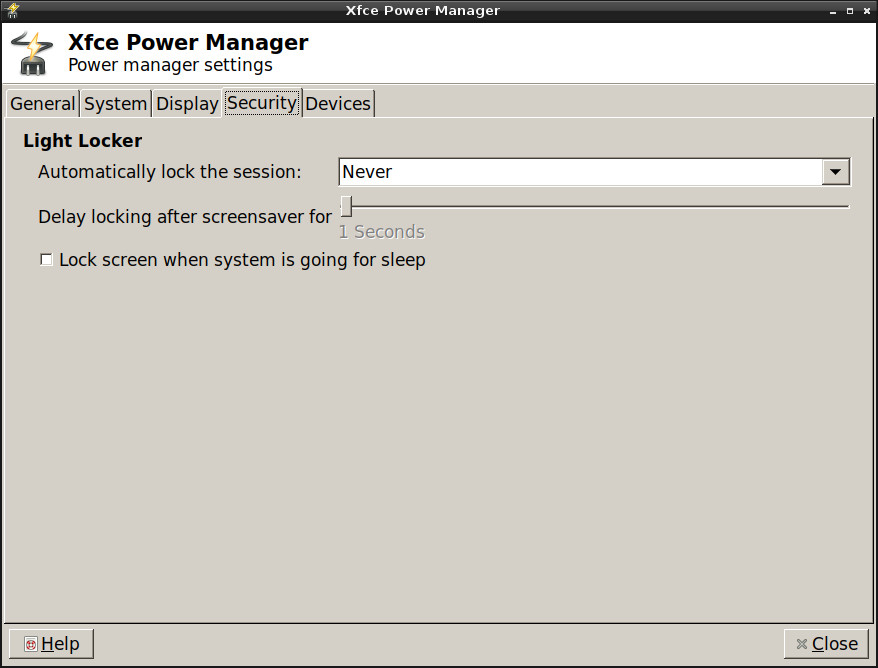 Xfce Power Manager
Xfce Power Manager
Power manager settings
General System Display Security Devices
Light Locker
Automatically lock the session: Never
Delay locking after screensaver for
1 Seconds
Lock screen when system is going for sleep
Help Close